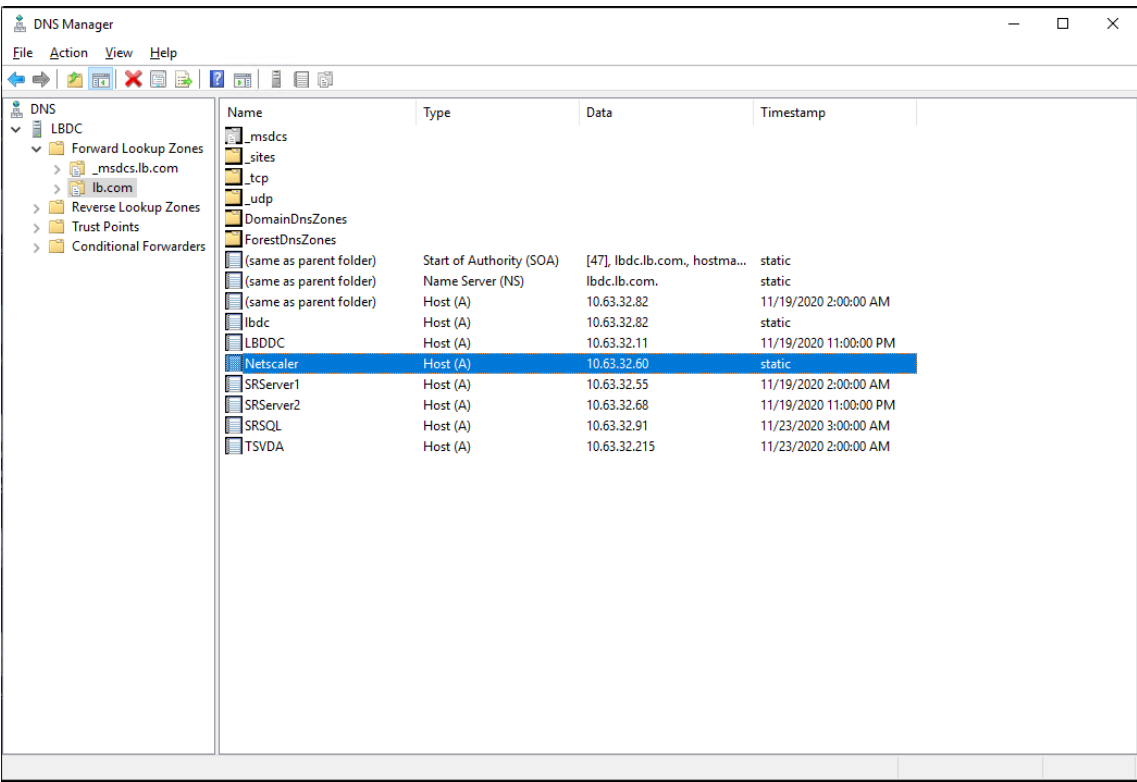 DNS Manager
File Action View Help
DNS
LBDC
Forward Lookup Zones
_msdcs.lb.com
lb.com
Reverse Lookup Zones
Trust Points
Conditional Forwarders
Name Type Data Timestamp
_msdcs
_sites
_tcp
_udp
DomainDnsZones
ForestDnsZones
(same as parent folder) Start of Authority (SOA) [47], lbdc.lb.com., hostma... static
(same as parent folder) Name Server (NS) lbdc.lb.com. static
(same as parent folder) Host (A) 10.63.32.82 11/19/2020 2:00:00 AM
lbdc Host (A) 10.63.32.82 static
LBDDC Host (A) 10.63.32.11 11/19/2020 11:00:00 PM
Netscaler Host (A) 10.63.32.60 static
SRServer1 Host (A) 10.63.32.55 11/19/2020 2:00:00 AM
SRServer2 Host (A) 10.63.32.68 11/19/2020 11:00:00 PM
SRSQL Host (A) 10.63.32.91 11/23/2020 3:00:00 AM
TSVDA Host (A) 10.63.32.215 11/23/2020 2:00:00 AM